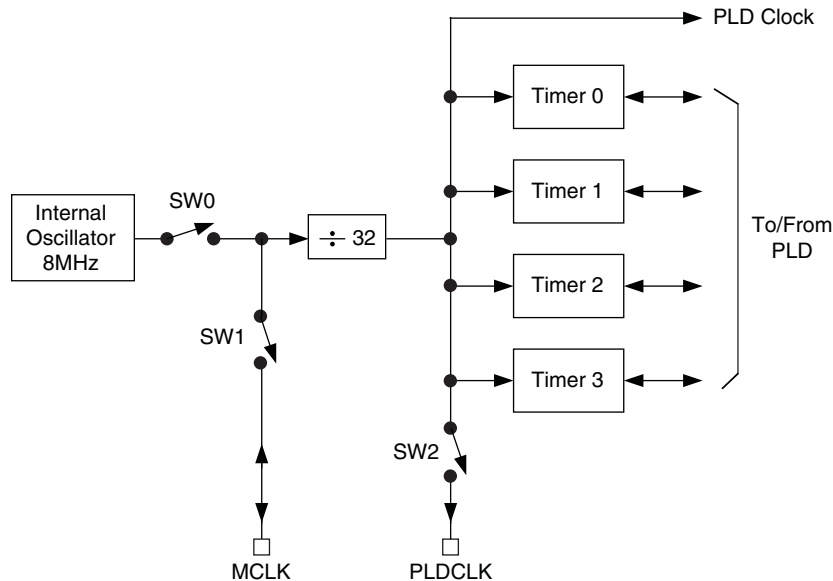 PLD Clock
Timer 0
Timer 1
SW0
Internal
Oscillator
8MHz
÷ 32
To/From
PLD
Timer 2
SW1
Timer 3
SW2
MCLK
PLDCLK